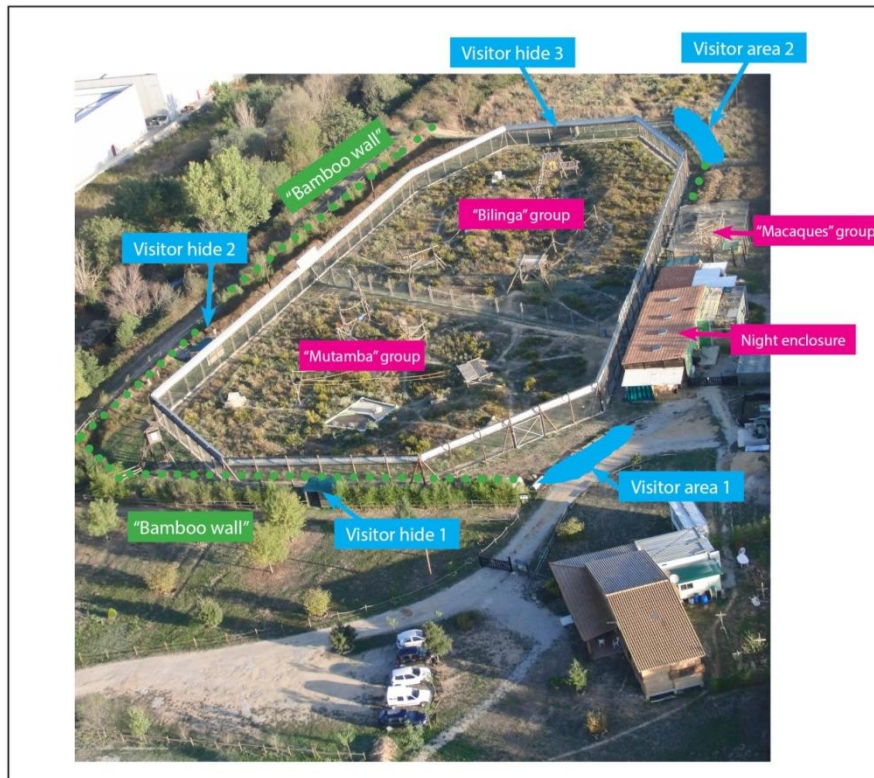 Visitor hide 3
Visitor area 2
"Bamboo wall"
"Bilinga" group
"Macaques" group
Visitor hide 2
"Mutamba" group
Night enclosure
Visitor area 1
"Bamboo wall"
Visitor hide 1